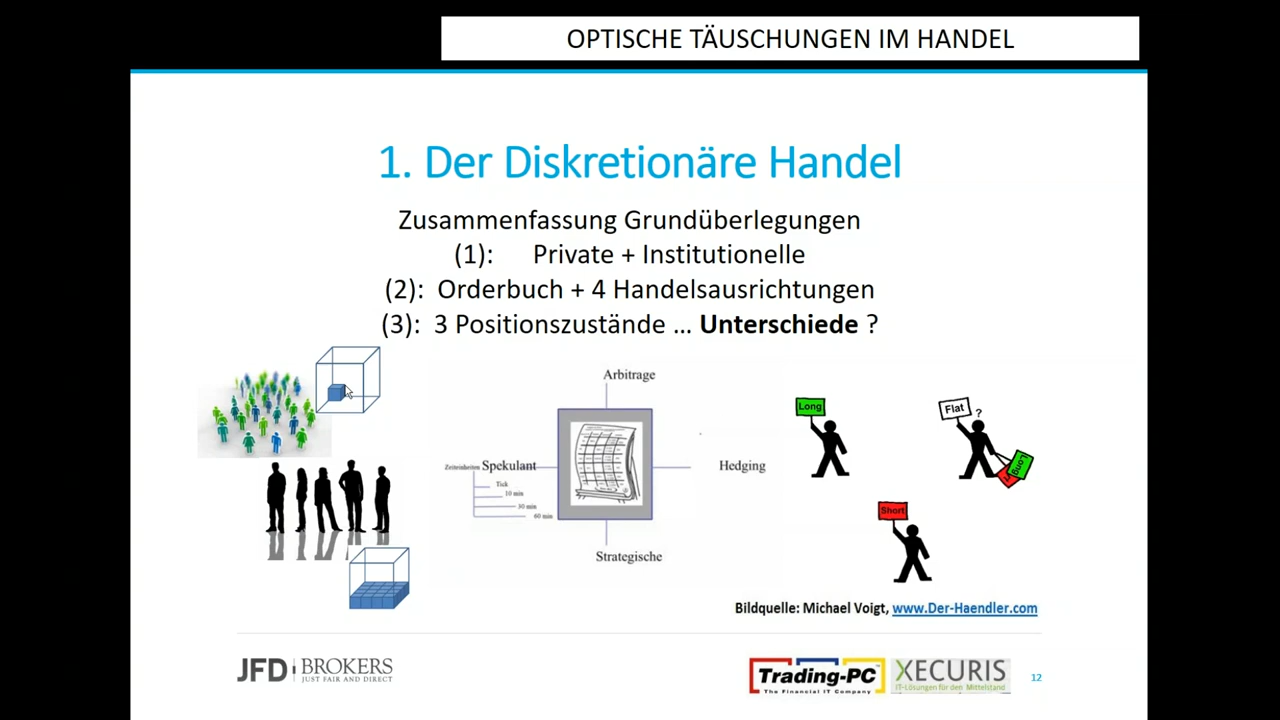 OPTISCHE TÄUSCHUNGEN IM HANDEL
1. Der Diskretionäre Handel
Zusammenfassung Grundüberlegungen
(1): Private + Institutionelle
(2): Orderbuch + 4 Handelsausrichtungen
(3): 3 Positionszustände ... Unterschiede ?
Arbitrage
Zeiteinheiten Spekulant
Tick
10 min
30 min
60 min
Hedging
Strategische
Long
Flat ?
Long
Short
Bildquelle: Michael Voigt, www.Der-Haendler.com
JFD BROKERS
JUST FAIR AND DIRECT
Trading-PC
The Financial IT Company
XECURIS
IT-Lösungen für den Mittelstand
12